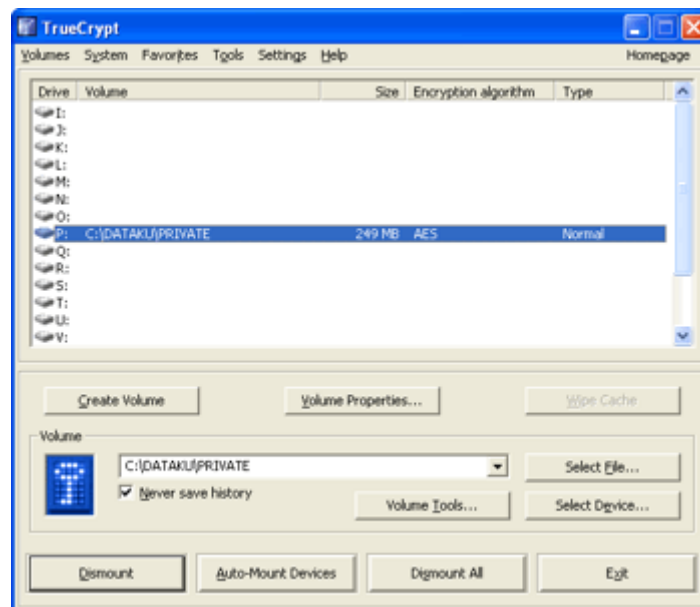 TrueCrypt
Volumes System Favorites Tools Settings Help Homepage
Drive Volume Size Encryption algorithm Type
I:
J:
K:
L:
M:
N:
O:
P: C:\DATAKU\PRIVATE 249 MB AES Normal
Q:
R:
S:
T:
U:
V:
Create Volume Volume Properties... Wipe Cache
Volume
C:\DATAKU\PRIVATE Select File...
Never save history Volume Tools... Select Device...
Dismount Auto-Mount Devices Dismount All Exit